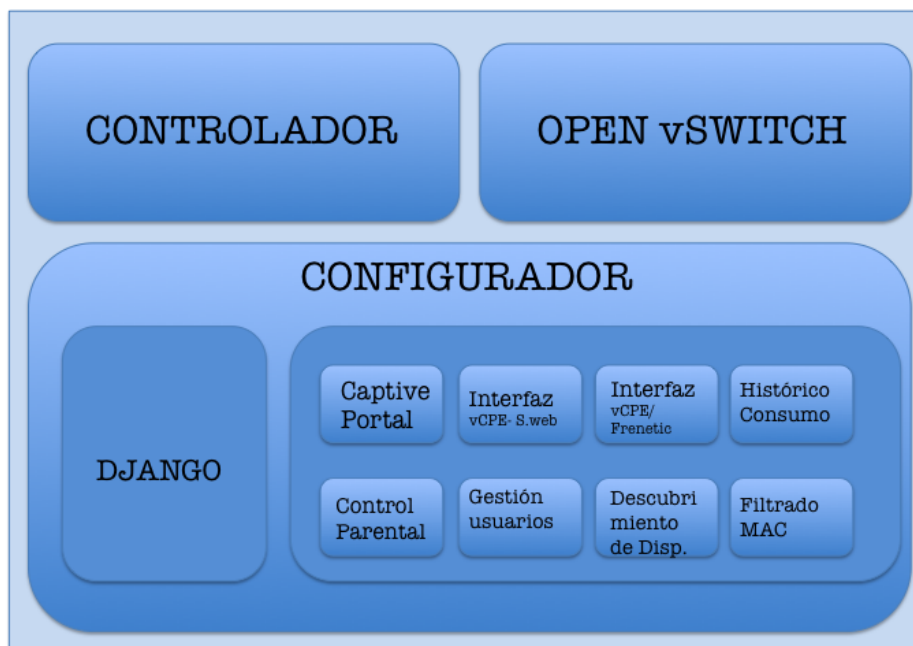 CONTROLADOR
OPEN vSWITCH
CONFIGURADOR
DJANGO
Captive
Portal
Interfaz
vCPE- S.web
Interfaz
vCPE/
Frenetic
Histórico
Consumo
Control
Parental
Gestión
usuarios
Descubri
miento
de Disp.
Filtrado
MAC